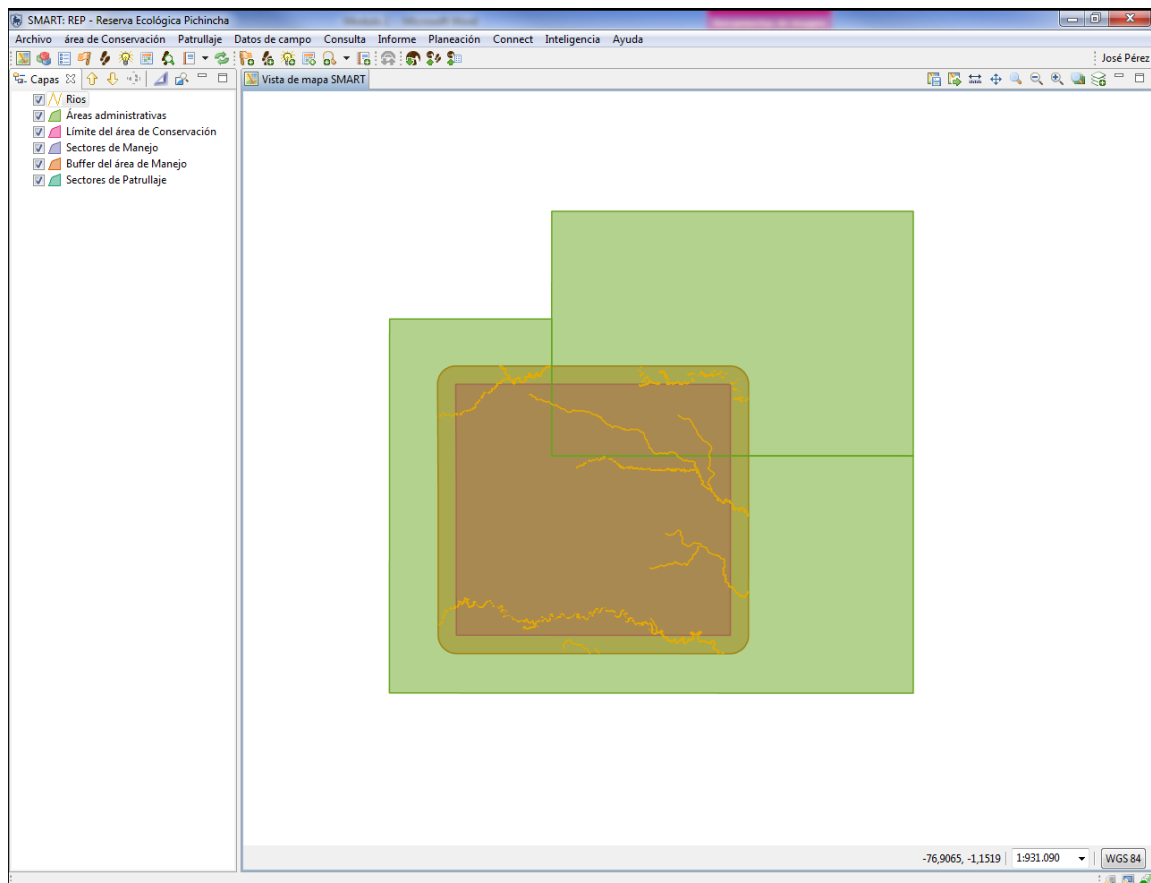 SMART: REP - Reserva Ecológica Pichincha
Archivo área de Conservación Patrullaje Datos de campo Consulta Informe Planeación Connect Inteligencia Ayuda
José Pérez
Capas
Vista de mapa SMART
Rios
Áreas administrativas
Límite del área de Conservación
Sectores de Manejo
Buffer del área de Manejo
Sectores de Patrullaje
-76,9065, -1,1519 1:931.090 WGS 84